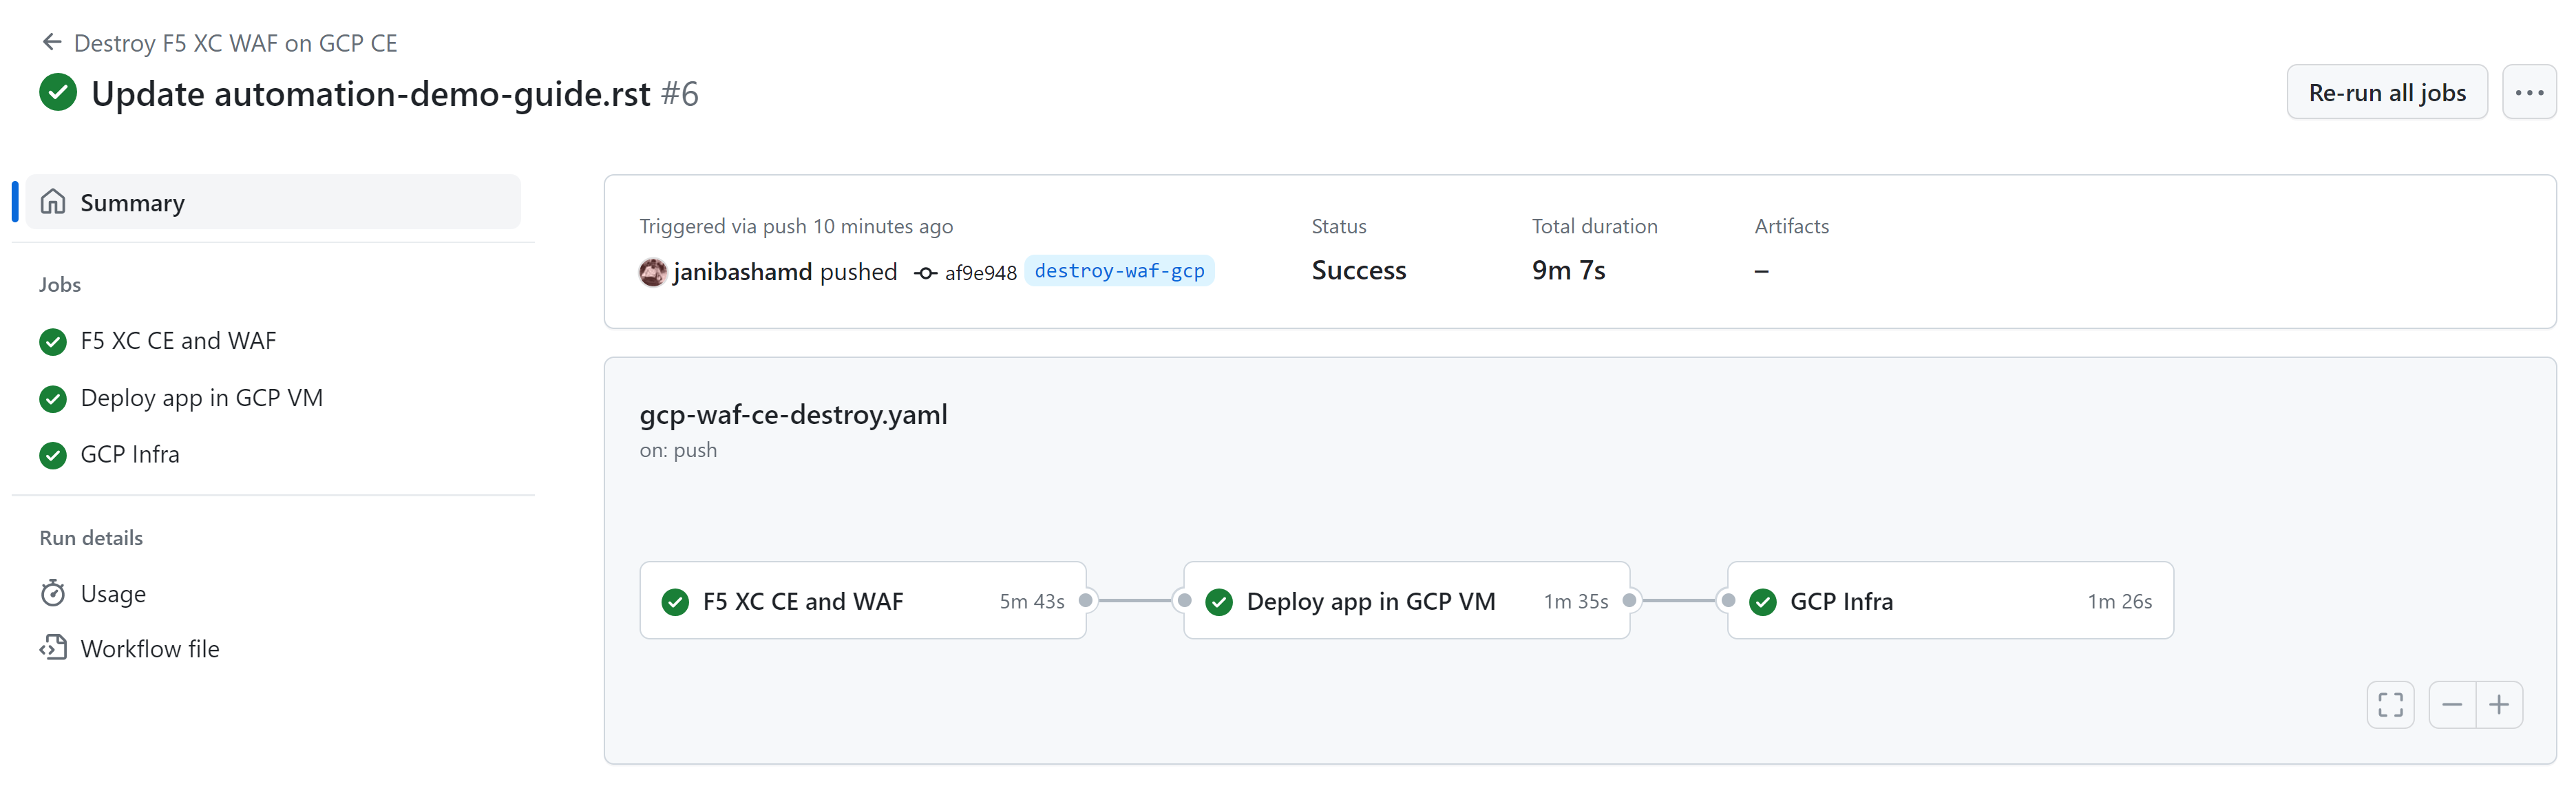 Destroy F5 XC WAF on GCP CE
Update automation-demo-guide.rst #6
Re-run all jobs
Summary
Jobs
F5 XC CE and WAF
Deploy app in GCP VM
GCP Infra
Run details
Usage
Workflow file
Triggered via push 10 minutes ago
janibashamd pushed af9e948 destroy-waf-gcp
Status
Success
Total duration
9m 7s
Artifacts
–
gcp-waf-ce-destroy.yaml
on: push
F5 XC CE and WAF 5m 43s
Deploy app in GCP VM 1m 35s
GCP Infra 1m 26s